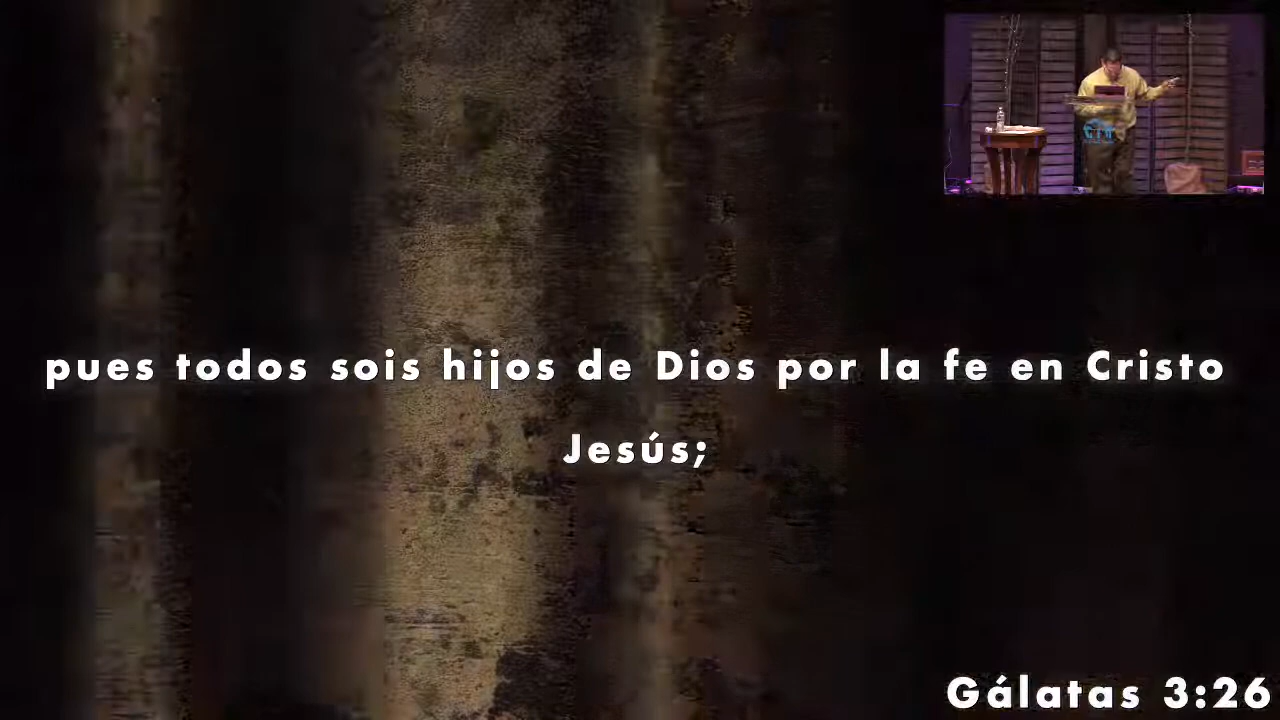 pues todos sois hijos de Dios por la fe en Cristo
Jesús;
Gálatas 3:26